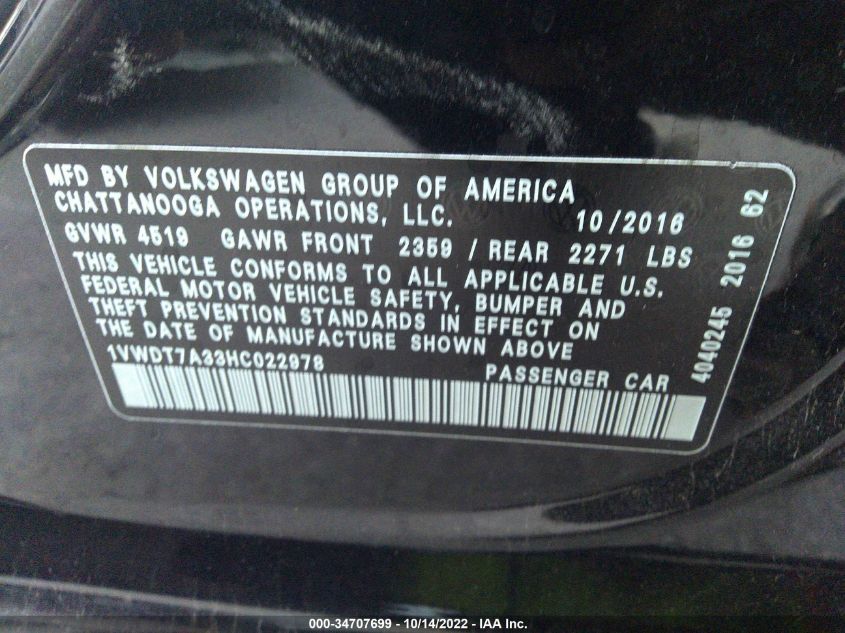 MFD BY VOLKSWAGEN GROUP OF AMERICA
CHATTANOOGA OPERATIONS, LLC. 10/2016
GVWR 4519 GAWR FRONT 2359 / REAR 2271 LBS
THIS VEHICLE CONFORMS TO ALL APPLICABLE U.S.
FEDERAL MOTOR VEHICLE SAFETY, BUMPER AND
THEFT PREVENTION STANDARDS IN EFFECT ON
THE DATE OF MANUFACTURE SHOWN ABOVE
1VWDT7A33HC022978 PASSENGER CAR
4040245 2016 62
000-34707699 - 10/14/2022 - IAA Inc.